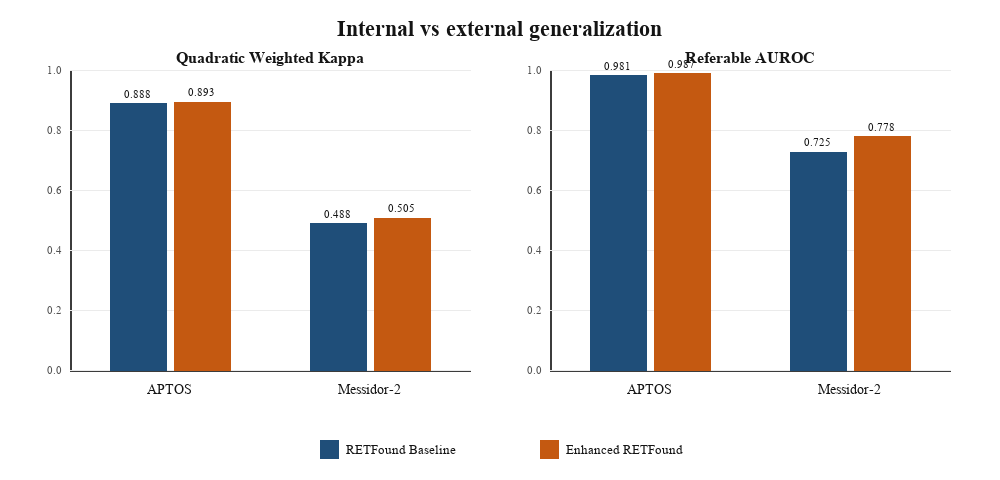 Internal vs external generalization
Quadratic Weighted Kappa
1.0
0.8
0.6
0.4
0.2
0.0
0.888
0.893
0.488
0.505
APTOS
Messidor-2
Referable AUROC
1.0
0.8
0.6
0.4
0.2
0.0
0.981
0.987
0.725
0.778
APTOS
Messidor-2
RETFound Baseline
Enhanced RETFound